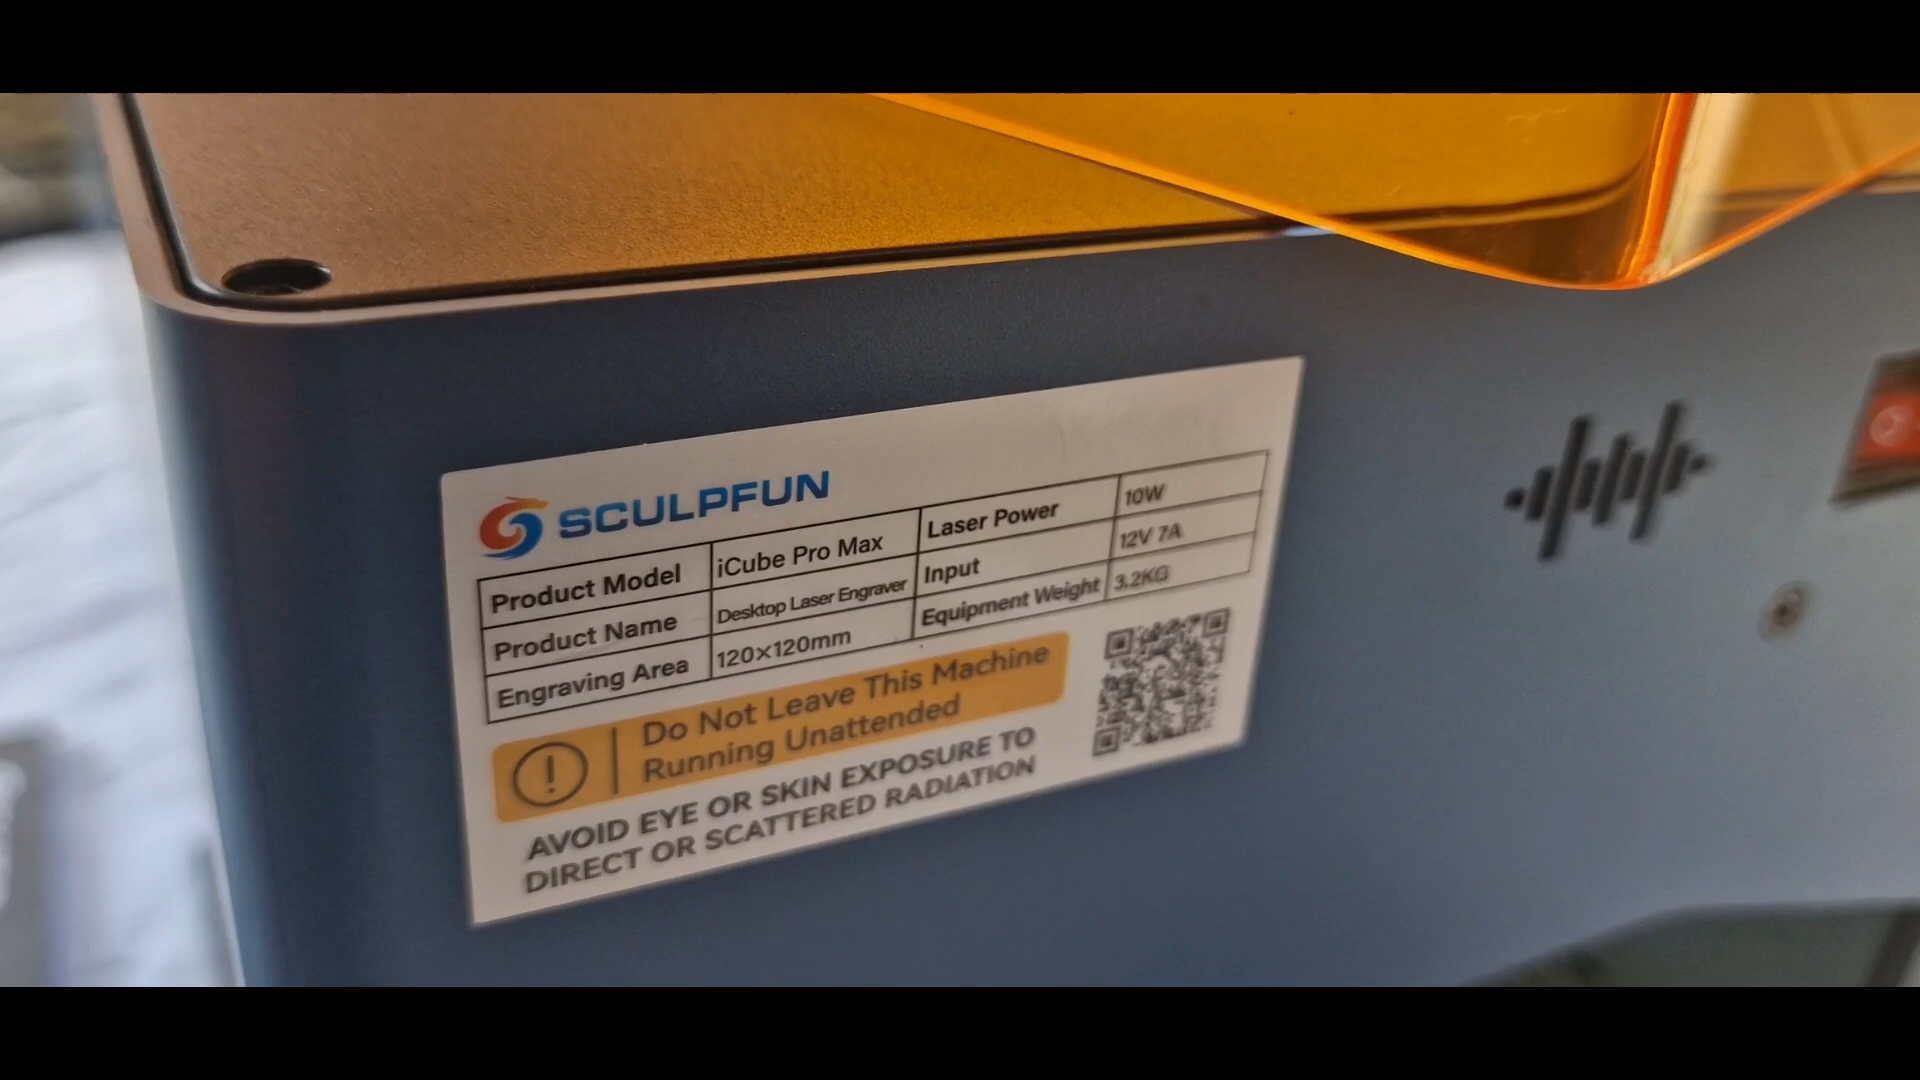 SCULPFUN
Product Model iCube Pro Max Laser Power 10W
Product Name Desktop Laser Engraver Input 12V 7A
Engraving Area 120×120mm Equipment Weight 3.2KG
Do Not Leave This Machine
Running Unattended
AVOID EYE OR SKIN EXPOSURE TO
DIRECT OR SCATTERED RADIATION